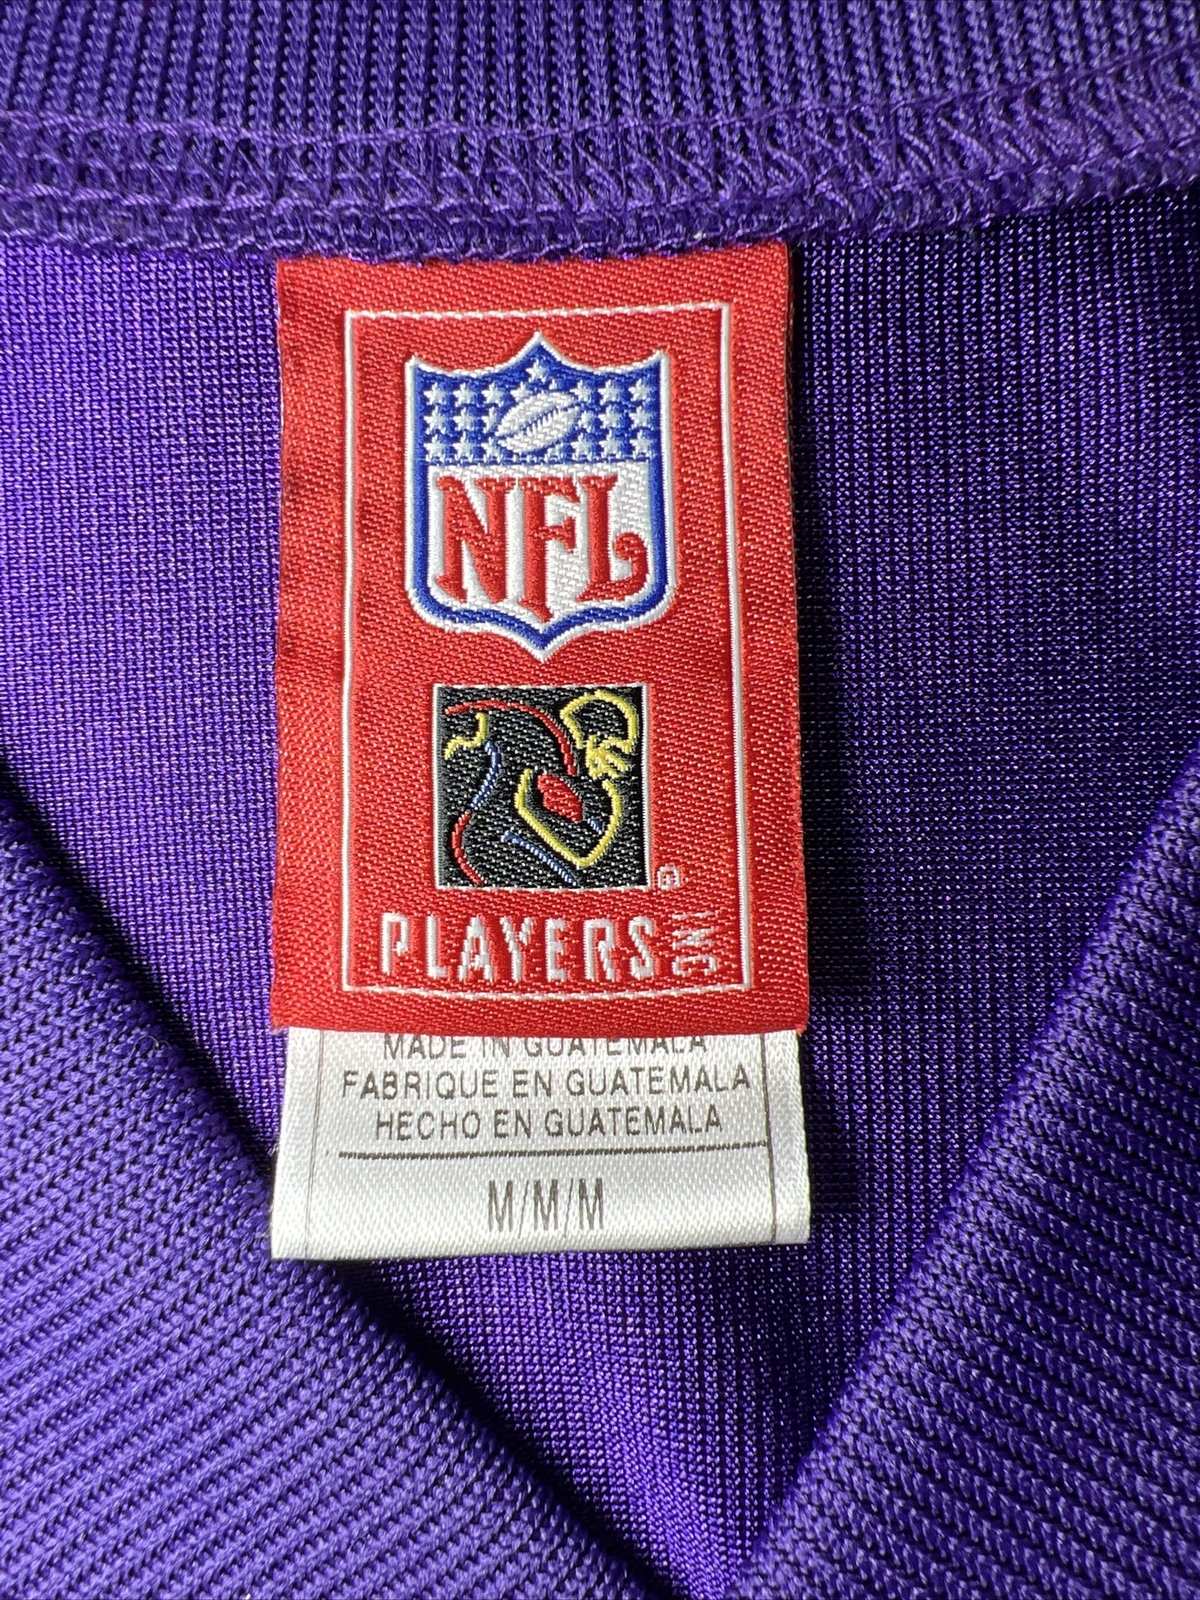 NFL
®
PLAYERS INC
MADE IN GUATEMALA
FABRIQUE EN GUATEMALA
HECHO EN GUATEMALA
M/M/M